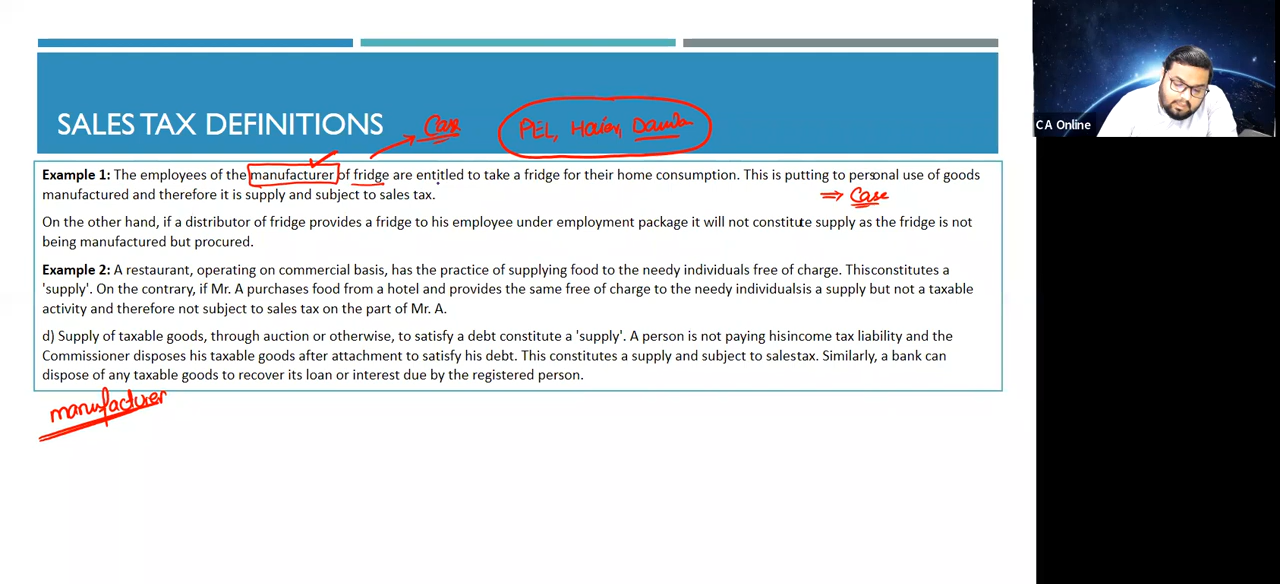 SALES TAX DEFINITIONS
Case
PEL, Haier, Dawlan
Example 1: The employees of the manufacturer of fridge are entitled to take a fridge for their home consumption. This is putting to personal use of goods
manufactured and therefore it is supply and subject to sales tax.
⇒ Case
On the other hand, if a distributor of fridge provides a fridge to his employee under employment package it will not constitute supply as the fridge is not
being manufactured but procured.
Example 2: A restaurant, operating on commercial basis, has the practice of supplying food to the needy individuals free of charge. Thisconstitutes a
'supply'. On the contrary, if Mr. A purchases food from a hotel and provides the same free of charge to the needy individualsis a supply but not a taxable
activity and therefore not subject to sales tax on the part of Mr. A.
d) Supply of taxable goods, through auction or otherwise, to satisfy a debt constitute a 'supply'. A person is not paying hisincome tax liability and the
Commissioner disposes his taxable goods after attachment to satisfy his debt. This constitutes a supply and subject to salestax. Similarly, a bank can
dispose of any taxable goods to recover its loan or interest due by the registered person.
manufacturer
CA Online